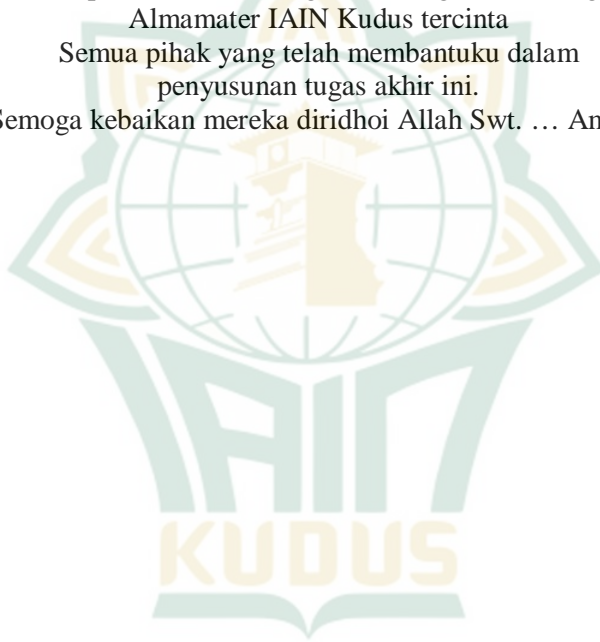 Almamater IAIN Kudus tercinta
Semua pihak yang telah membantuku dalam
penyusunan tugas akhir ini.
Semoga kebaikan mereka diridhoi Allah Swt. …
IAIN
KUDUS